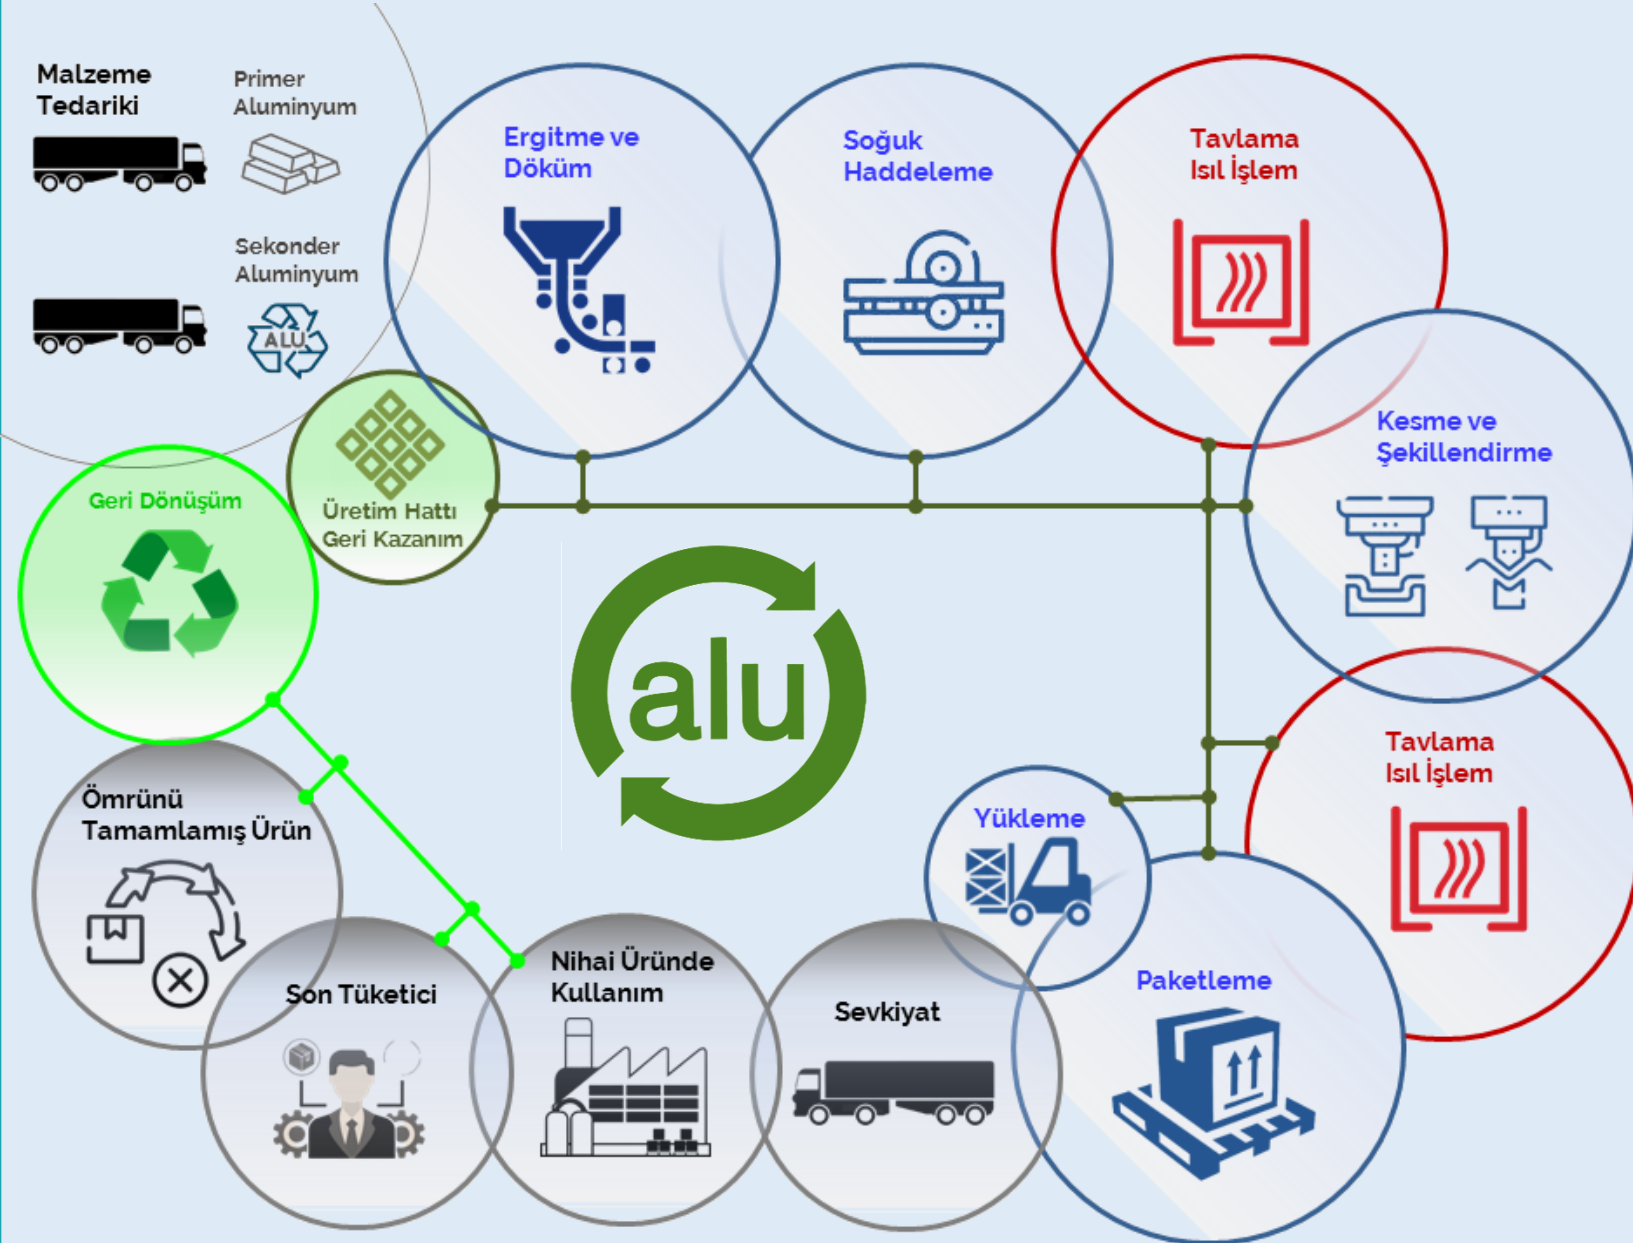 Malzeme
Tedariki
Primer
Aluminyum
Sekonder
Aluminyum
ALU
Ergitme ve
Döküm
Soğuk
Haddeleme
Tavlama
Isıl İşlem
Kesme ve
Şekillendirme
Tavlama
Isıl İşlem
Yükleme
Paketleme
Sevkiyat
Nihai Üründe
Kullanım
Son Tüketici
Ömrünü
Tamamlamış Ürün
Geri Dönüşüm
Üretim Hattı
Geri Kazanım
alu